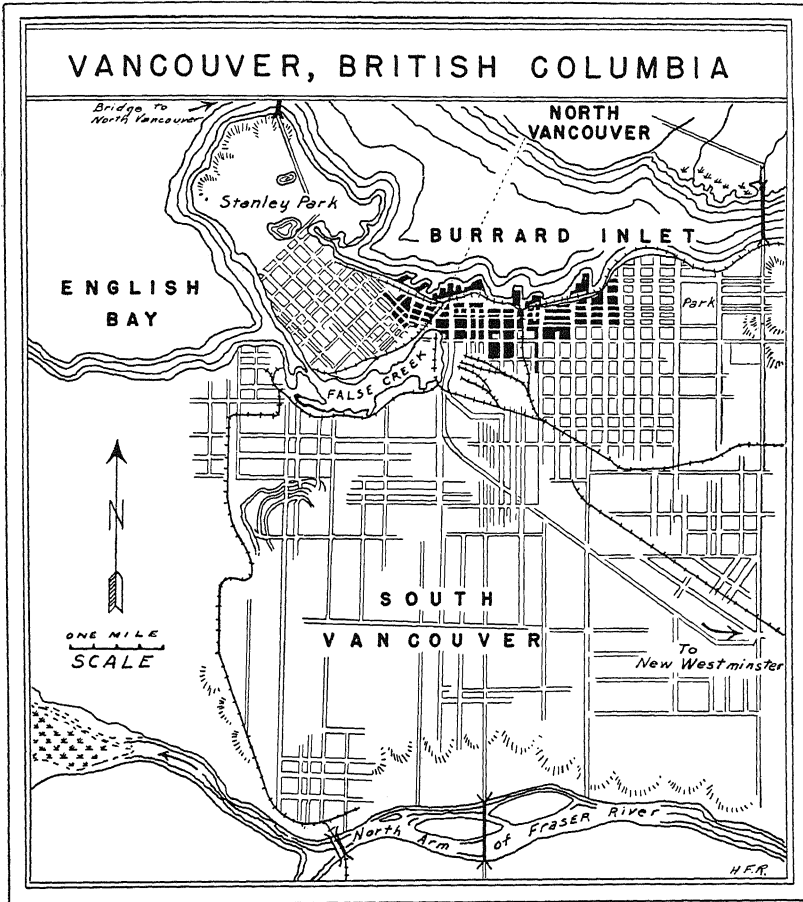 VANCOUVER, BRITISH COLUMBIA
Bridge to
North Vancouver
NORTH
VANCOUVER
Stanley Park
BURRARD INLET
ENGLISH
BAY
Park
FALSE CREEK
N
SOUTH
VANCOUVER
ONE MILE
SCALE
To
New Westminster
North Arm of FRASER River
H.F.R.